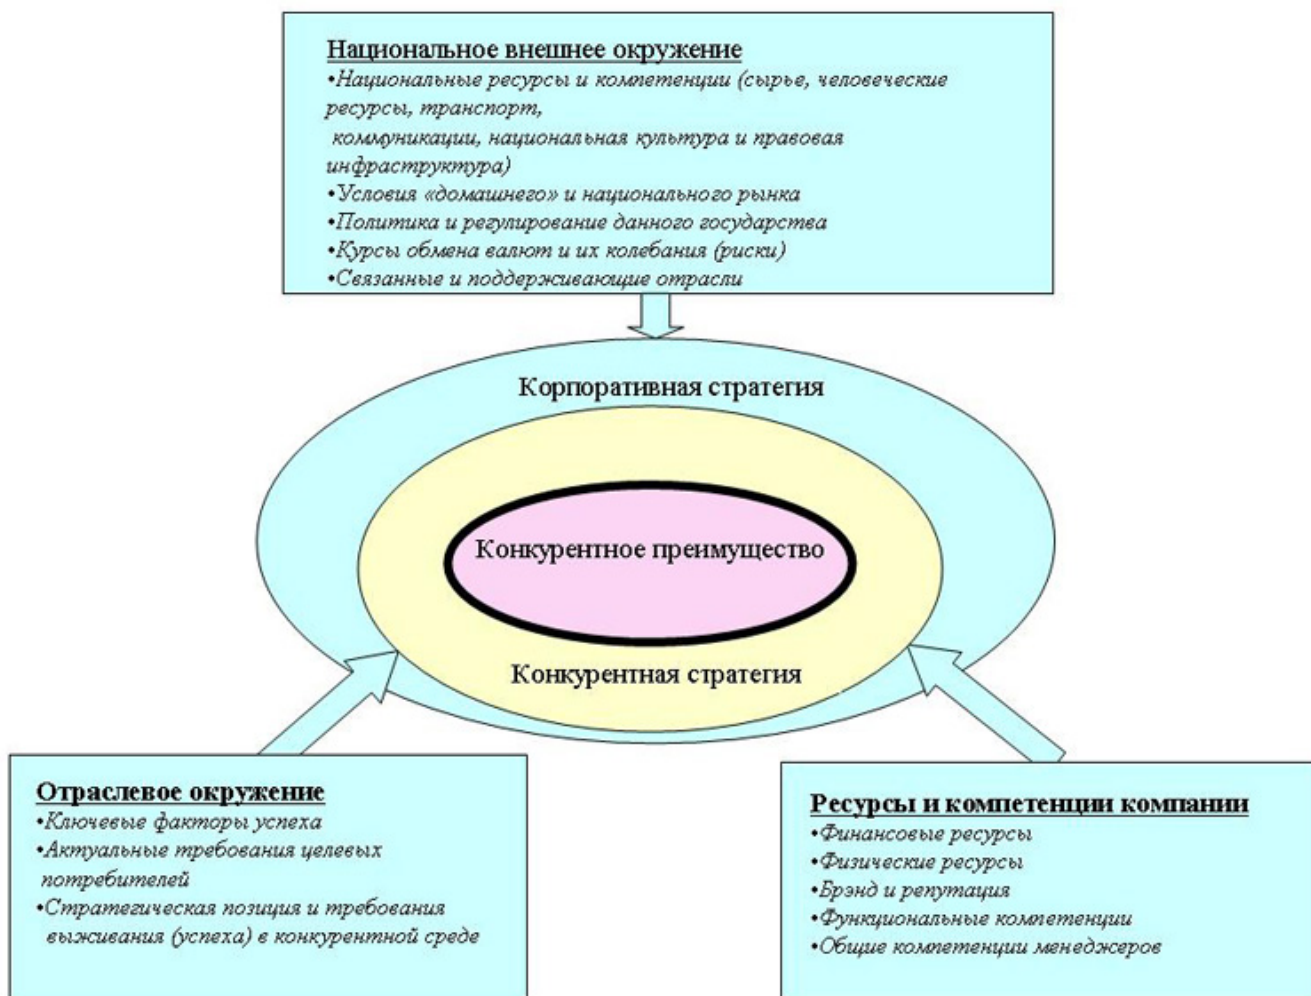 Национальное внешнее окружение
•Национальные ресурсы и компетенции (сырье, человеческие
ресурсы, транспорт,
коммуникации, национальная культура и правовая
инфраструктура)
•Условия «домашнего» и национального рынка
•Политика и регулирование данного государства
•Курсы обмена валют и их колебания (риски)
•Связанные и поддерживающие отрасли
Корпоративная стратегия
Конкурентное преимущество
Конкурентная стратегия
Отраслевое окружение
•Ключевые факторы успеха
•Актуальные требования целевых
потребителей
•Стратегическая позиция и требования
выживания (успеха) в конкурентной среде
Ресурсы и компетенции компании
•Финансовые ресурсы
•Физические ресурсы
•Брэнд и репутация
•Функциональные компетенции
•Общие компетенции менеджеров